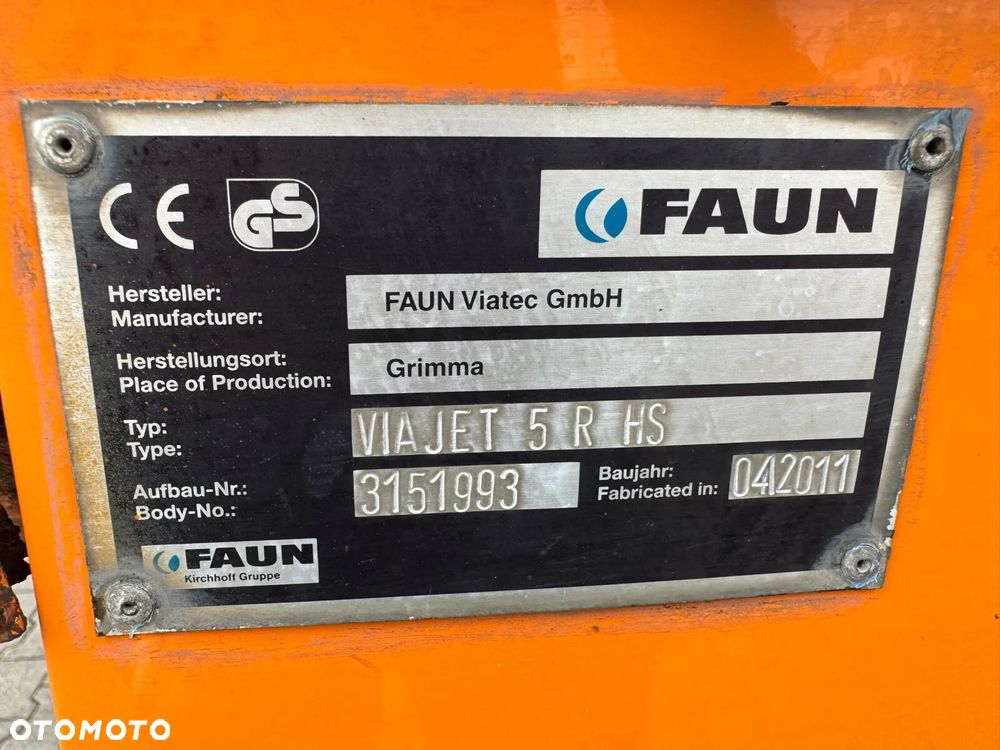 CE GS
FAUN
Hersteller:
Manufacturer:
FAUN Viatec GmbH
Herstellungsort:
Place of Production:
Grimma
Typ:
Type:
VIAJET 5 R HS
Aufbau-Nr.:
Body-No.:
3151993
Baujahr:
Fabricated in:
042011
FAUN
Kirchhoff Gruppe
OTOMOTO